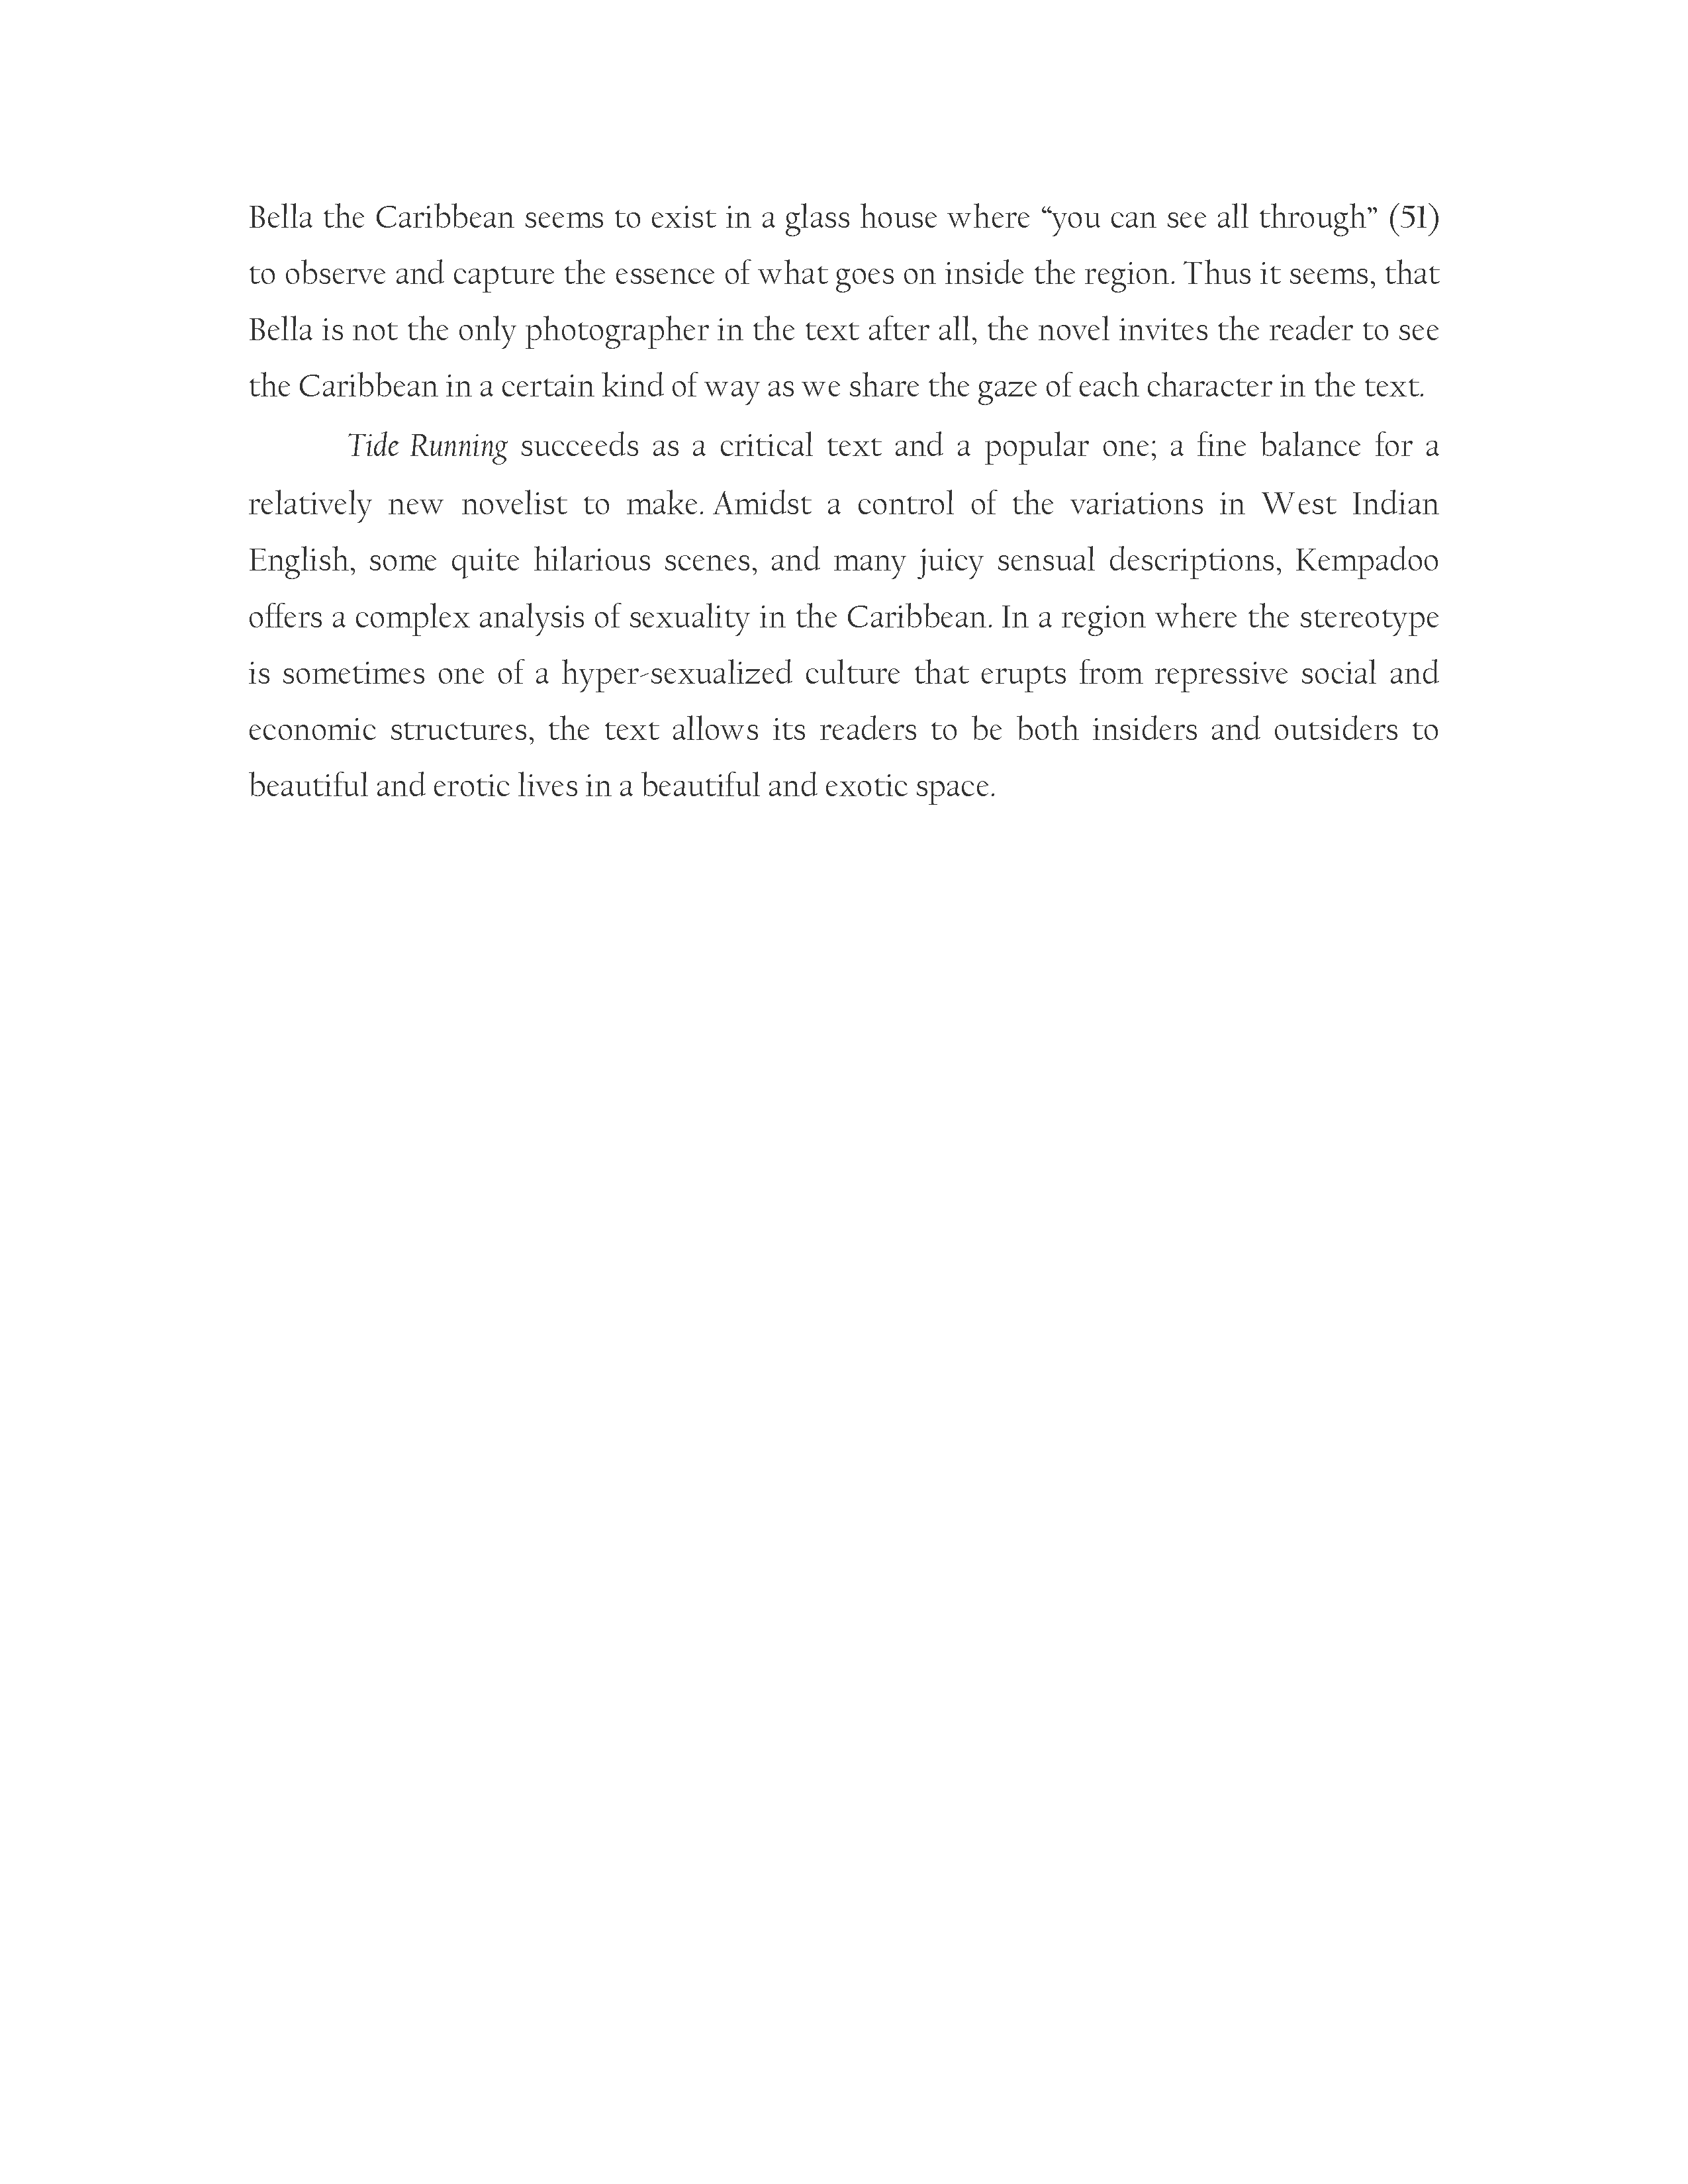 Bella the Caribbean seems to exist in a glass house where “you can see all through” (51)
to observe and capture the essence of what goes on inside the region. Thus it seems, that
Bella is not the only photographer in the text after all, the novel invites the reader to see
the Caribbean in a certain kind of way as we share the gaze of each character in the text.
Tide Running succeeds as a critical text and a popular one; a fine balance for a
relatively new novelist to make. Amidst a control of the variations in West Indian
English, some quite hilarious scenes, and many juicy sensual descriptions, Kempadoo
offers a complex analysis of sexuality in the Caribbean. In a region where the stereotype
is sometimes one of a hyper-sexualized culture that erupts from repressive social and
economic structures, the text allows its readers to be both insiders and outsiders to
beautiful and erotic lives in a beautiful and exotic space.